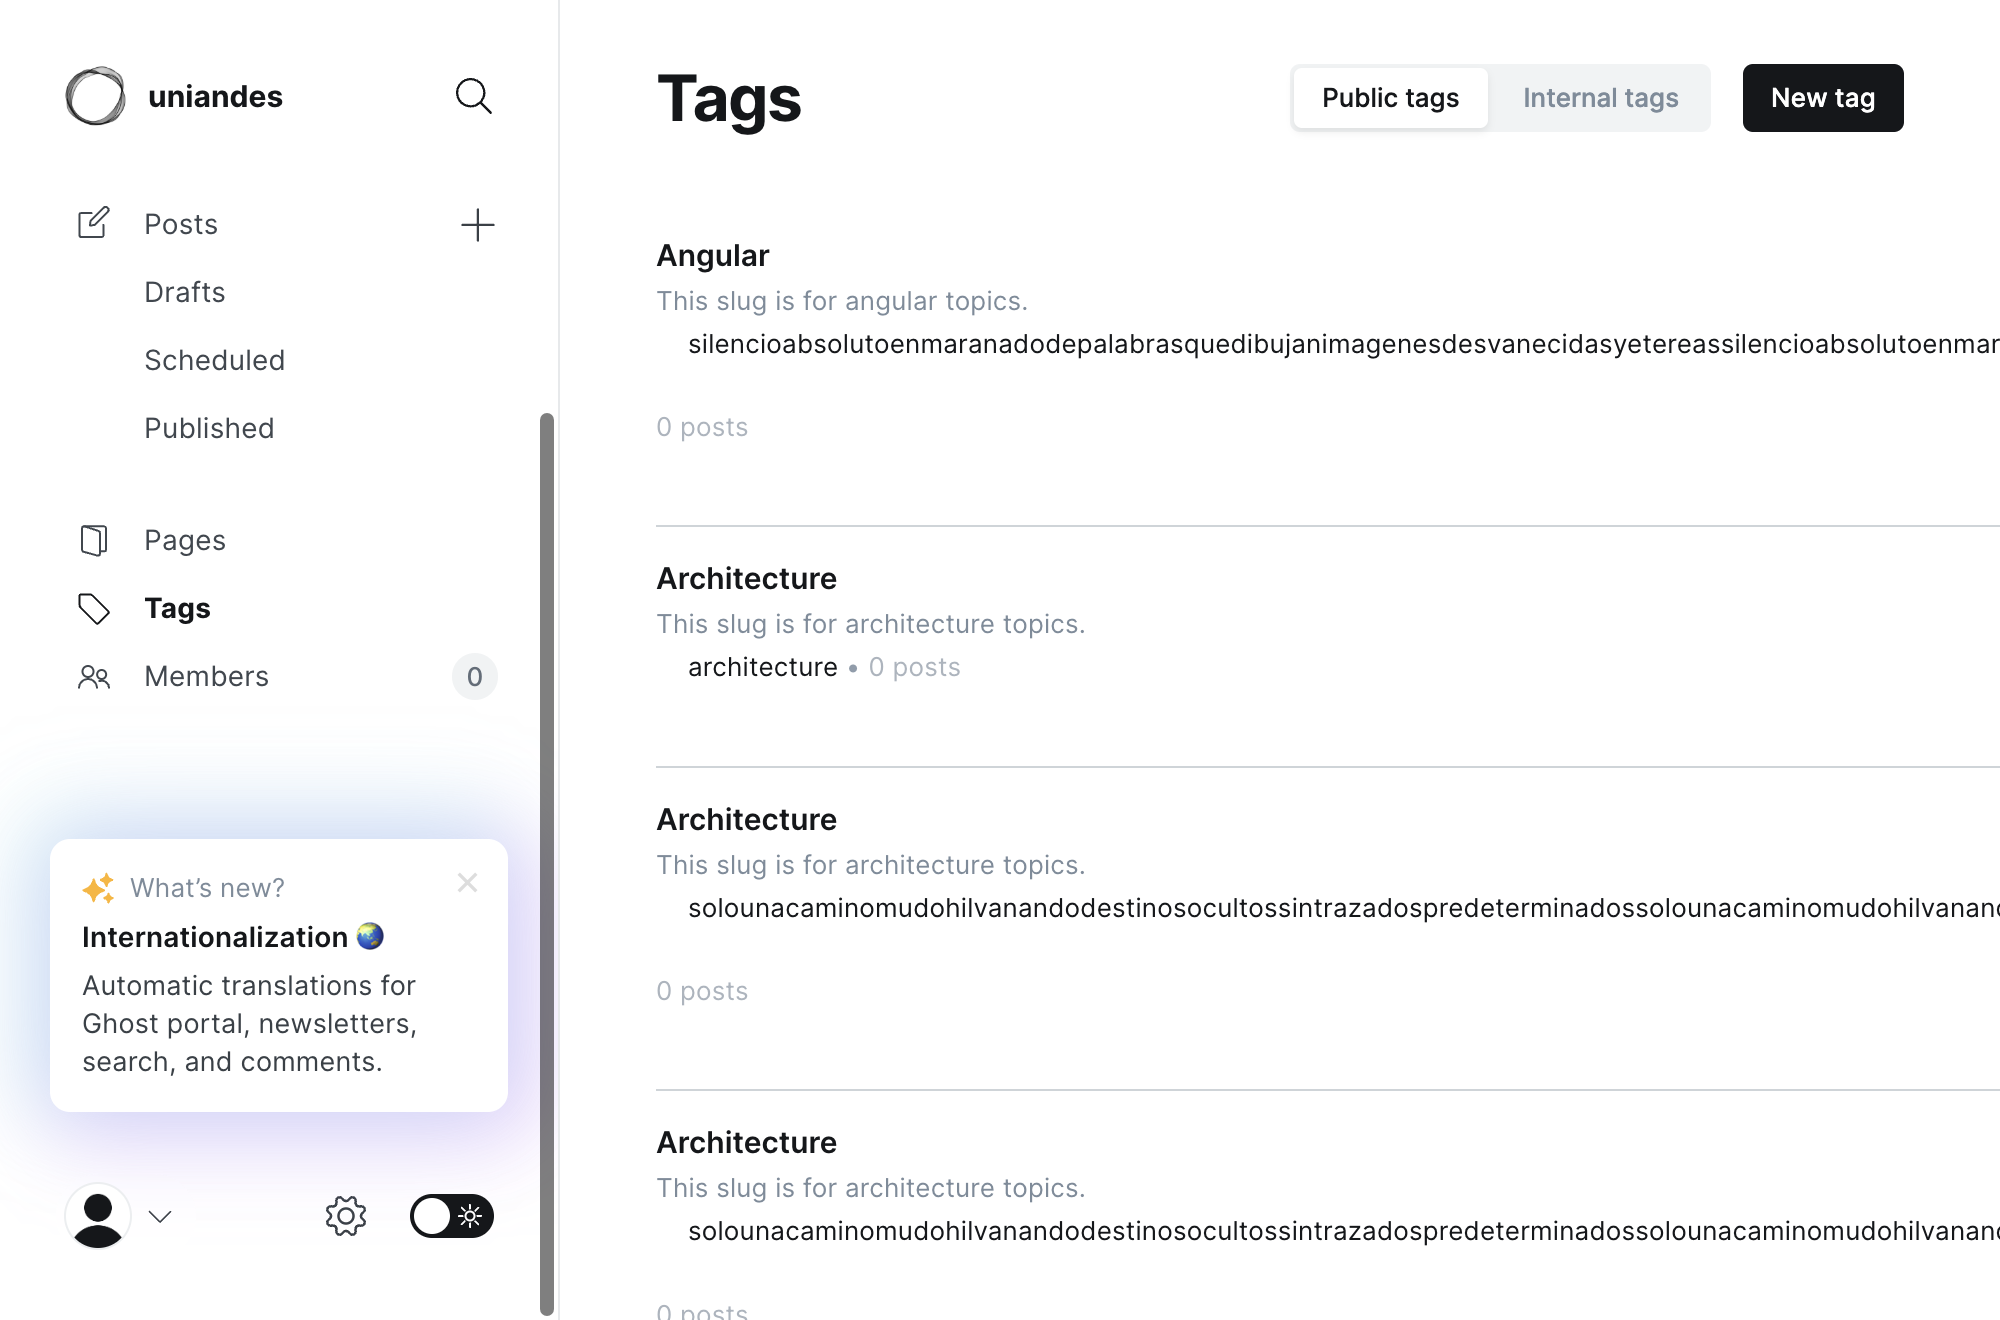 uniandes
Posts
Drafts
Scheduled
Published
Pages
Tags
Members
0
What's new?
Internationalization
Automatic translations for
Ghost portal, newsletters,
search, and comments.
Tags
Public tags
Internal tags
New tag
Angular
This slug is for angular topics.
silencioabsolutoenmaranadodepalabrasquedibujanimagenesdesvanecidasyetereassilencioabsolutoenmar
0 posts
Architecture
This slug is for architecture topics.
architecture • 0 posts
Architecture
This slug is for architecture topics.
solounacaminomudohilvanandodestinosocultossintrazadospredeterminadossolounacaminomudohilvanando
0 posts
Architecture
This slug is for architecture topics.
solounacaminomudohilvanandodestinosocultossintrazadospredeterminadossolounacaminomudohilvanando
0 posts